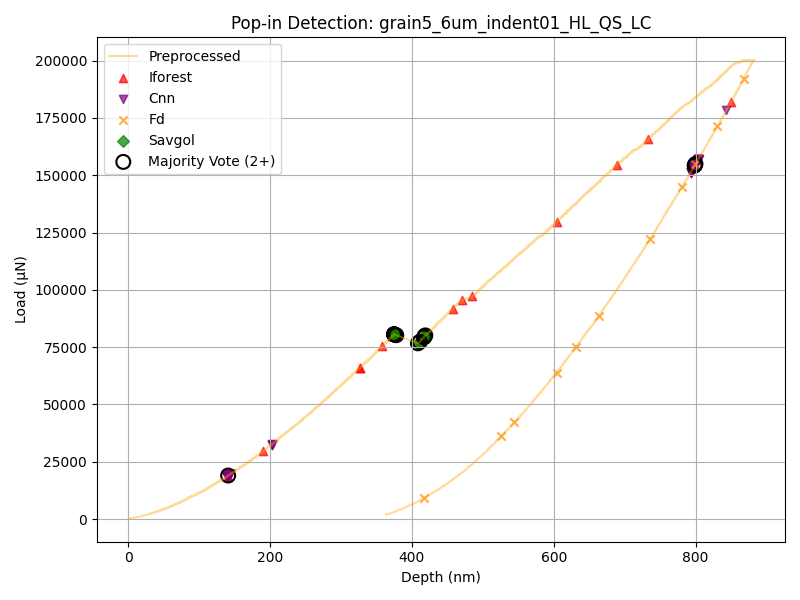 Pop-in Detection: grain5_6um_indent01_HL_QS_LC
Preprocessed
Iforest
Cnn
Fd
Savgol
Majority Vote (2+)
200000
175000
150000
125000
100000
75000
50000
25000
0
Load (μN)
0 200 400 600 800
Depth (nm)